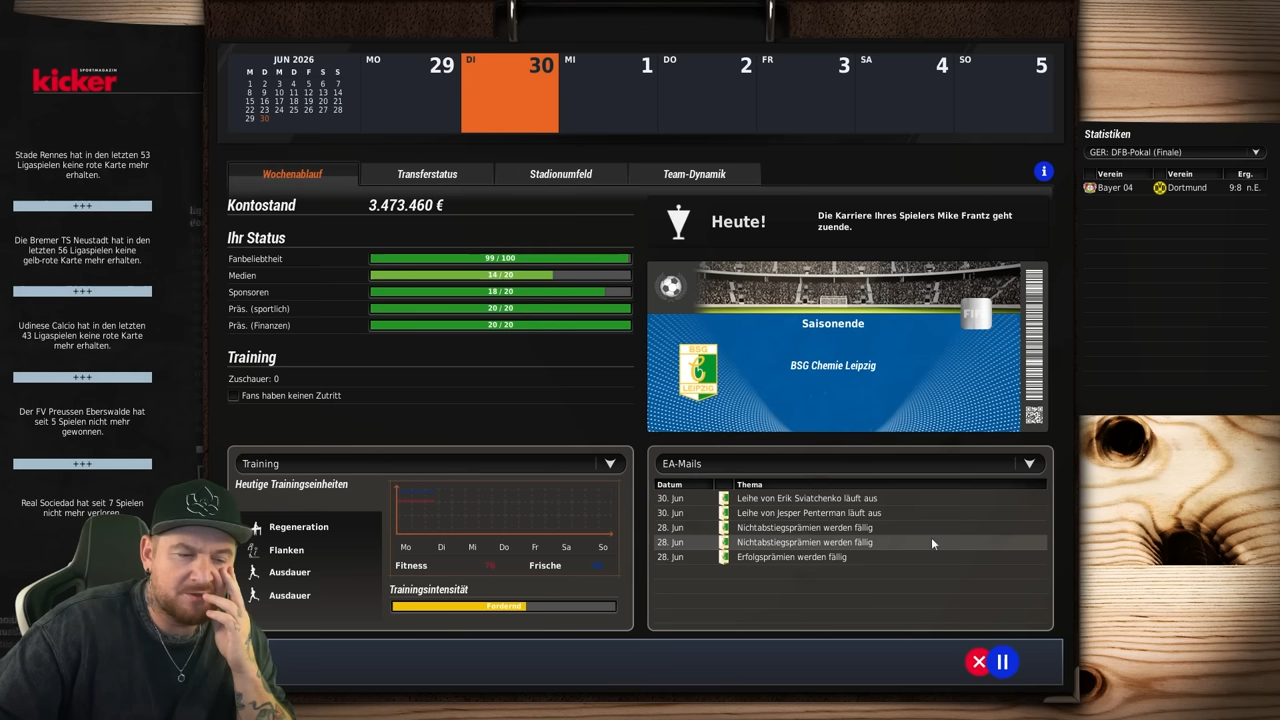 kicker
SPORTMAGAZIN
Stade Rennes hat in den letzten 53
Ligaspielen keine rote Karte mehr
erhalten.
+++
Die Bremer TS Neustadt hat in den
letzten 56 Ligaspielen keine
gelb-rote Karte mehr erhalten.
+++
Udinese Calcio hat in den letzten
43 Ligaspielen keine rote Karte
mehr erhalten.
+++
Der FV Preussen Eberswalde hat
seit 5 Spielen nicht mehr
gewonnen.
+++
Real Sociedad hat seit 7 Spielen
nicht mehr verloren.
JUN 2026
M D M D F S S
1 2 3 4 5 6 7
8 9 10 11 12 13 14
15 16 17 18 19 20 21
22 23 24 25 26 27 28
29 30
MO 29
DI 30
MI 1
DO 2
FR 3
SA 4
SO 5
Wochenablauf
Transferstatus
Stadionumfeld
Team-Dynamik
i
Kontostand 3.473.460 €
Ihr Status
Fanbeliebtheit 99 / 100
Medien 14 / 20
Sponsoren 18 / 20
Präs. (sportlich) 20 / 20
Präs. (Finanzen) 20 / 20
Training
Zuschauer: 0
Fans haben keinen Zutritt
Heute!
Die Karriere Ihres Spielers Mike Frantz geht
zuende.
Saisonende
FIFA
BSG Chemie Leipzig
BSG
C
LEIPZIG
Training
Heutige Trainingseinheiten
Regeneration
Flanken
Ausdauer
Ausdauer
Mo Di Mi Do Fr Sa So
Fitness
Frische
Trainingsintensität
Fordernd
EA-Mails
Datum Thema
30. Jun Leihe von Erik Sviatchenko läuft aus
30. Jun Leihe von Jesper Penterman läuft aus
28. Jun Nichtabstiegsprämien werden fällig
28. Jun Nichtabstiegsprämien werden fällig
28. Jun Erfolgsprämien werden fällig
Statistiken
GER: DFB-Pokal (Finale)
Verein Verein Erg.
Bayer 04 Dortmund 9:8 n.E.